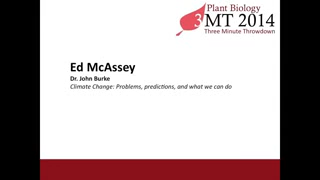 Plant Biology
3MT 2014
Three Minute Throwdown
Ed McAssey
Dr. John Burke
Climate Change: Problems, predictions, and what we can do